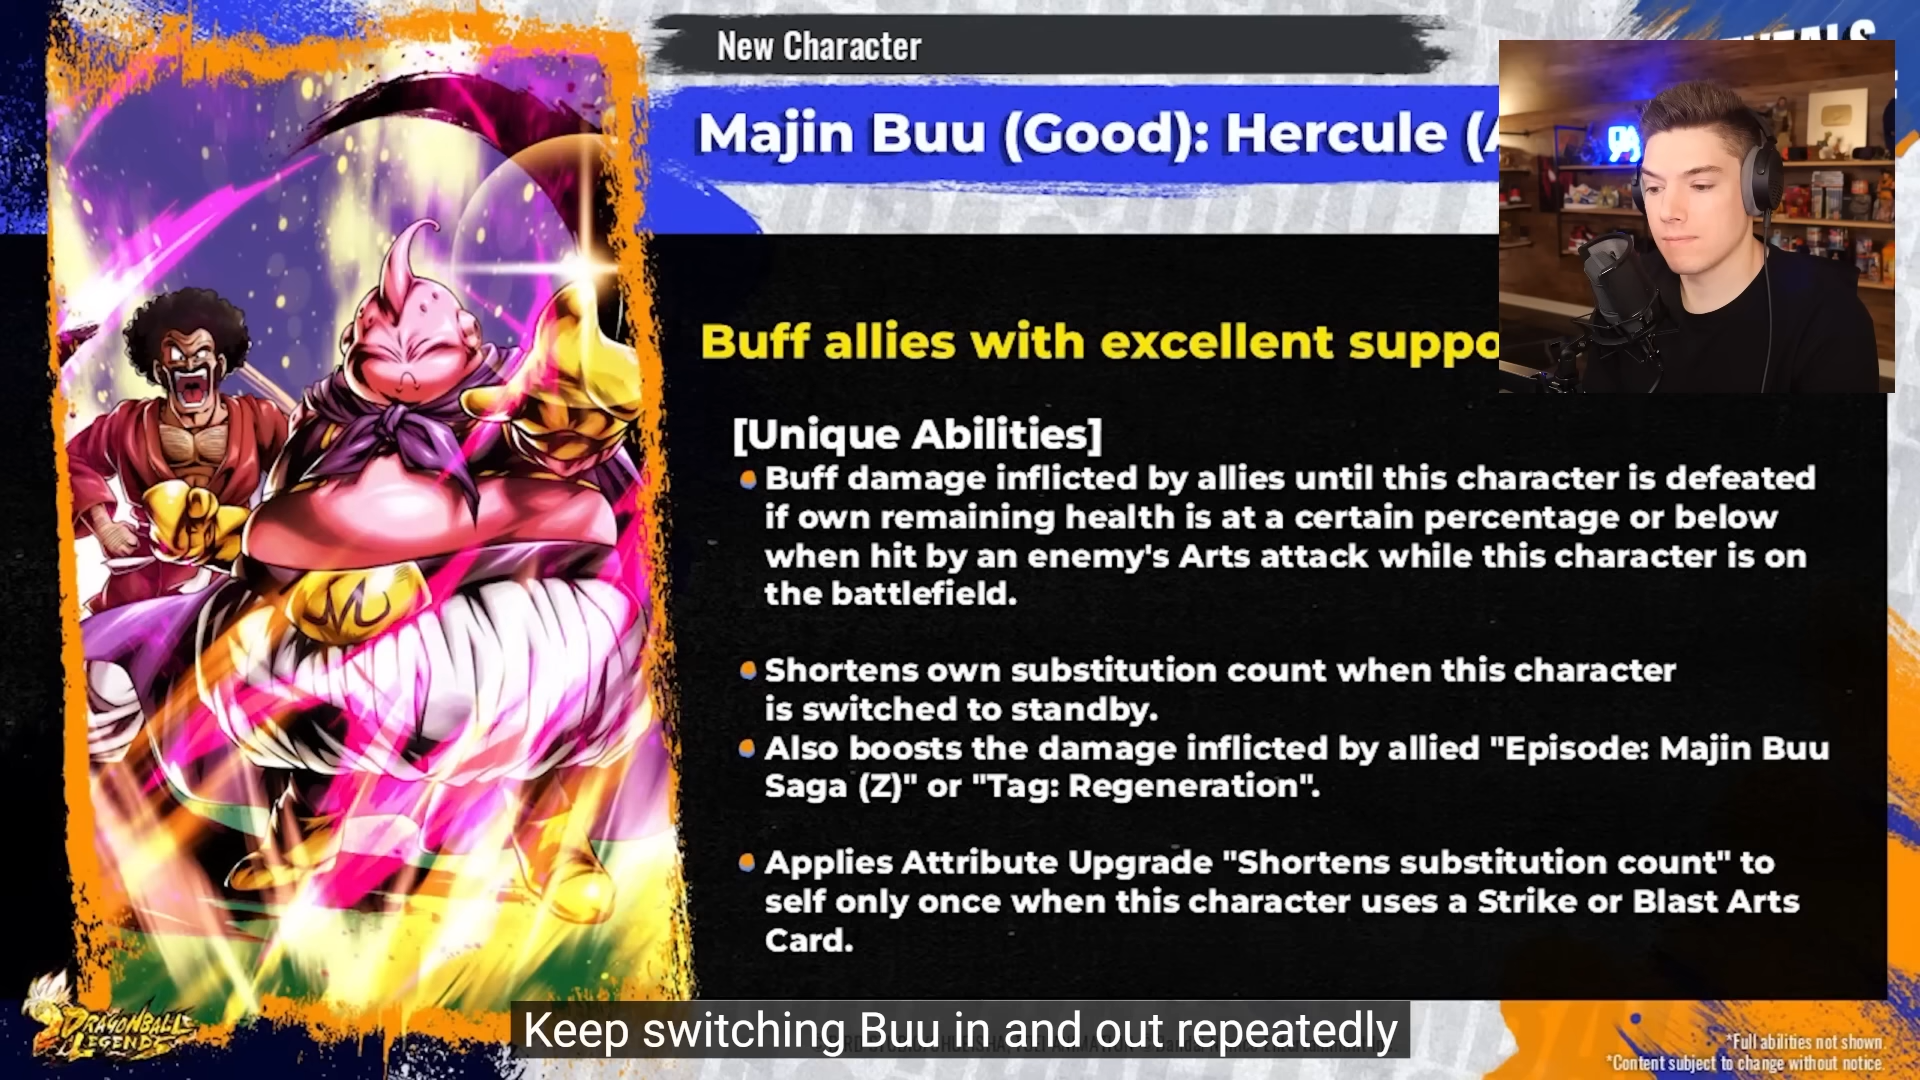 New Character
Majin Buu (Good): Hercule (A
Buff allies with excellent suppo
[Unique Abilities]
Buff damage inflicted by allies until this character is defeated
if own remaining health is at a certain percentage or below
when hit by an enemy's Arts attack while this character is on
the battlefield.
Shortens own substitution count when this character
is switched to standby.
Also boosts the damage inflicted by allied "Episode: Majin Buu
Saga (Z)" or "Tag: Regeneration".
Applies Attribute Upgrade "Shortens substitution count" to
self only once when this character uses a Strike or Blast Arts
Card.
Keep switching Buu in and out repeatedly
DRAGONBALL
LEGENDS
*Full abilities not shown.
*Content subject to change without notice.